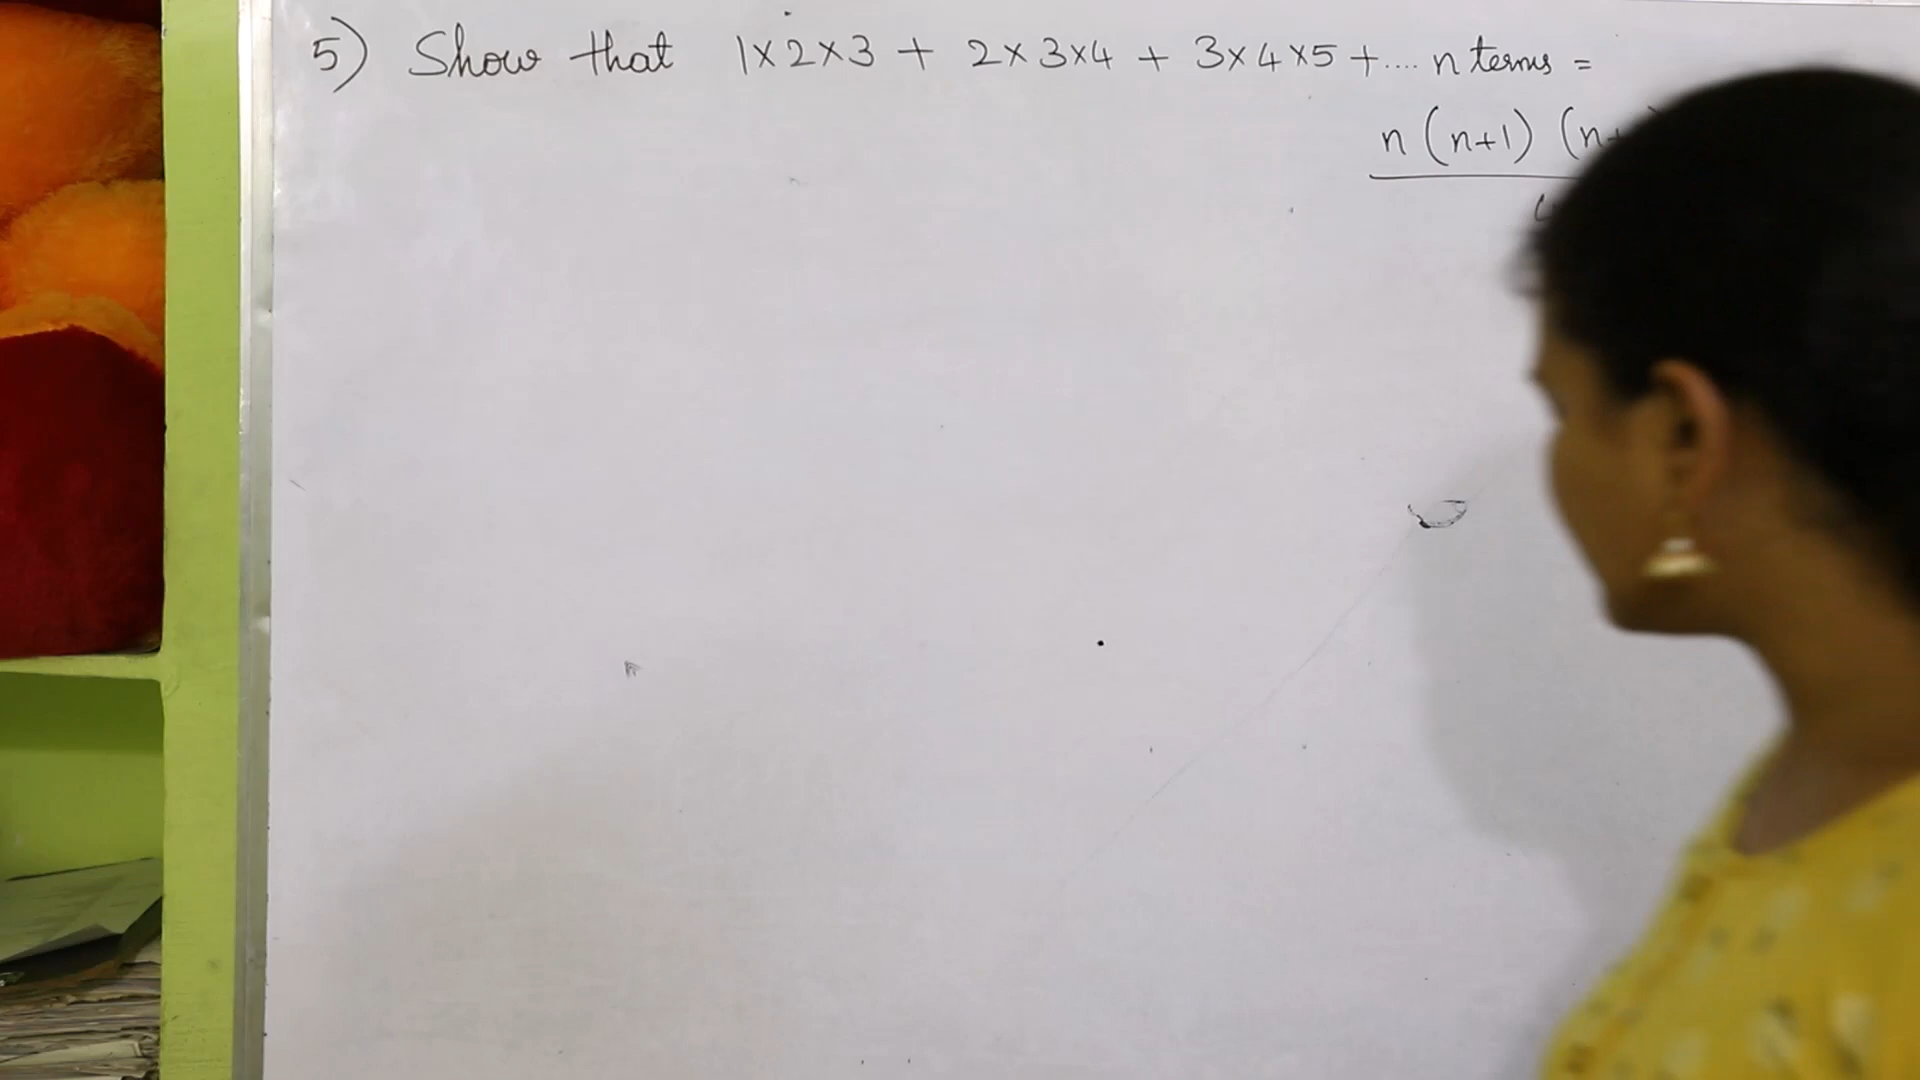 5) Show that 1×2×3 + 2×3×4 + 3×4×5 +.... n terms =
n (n+1) (n+